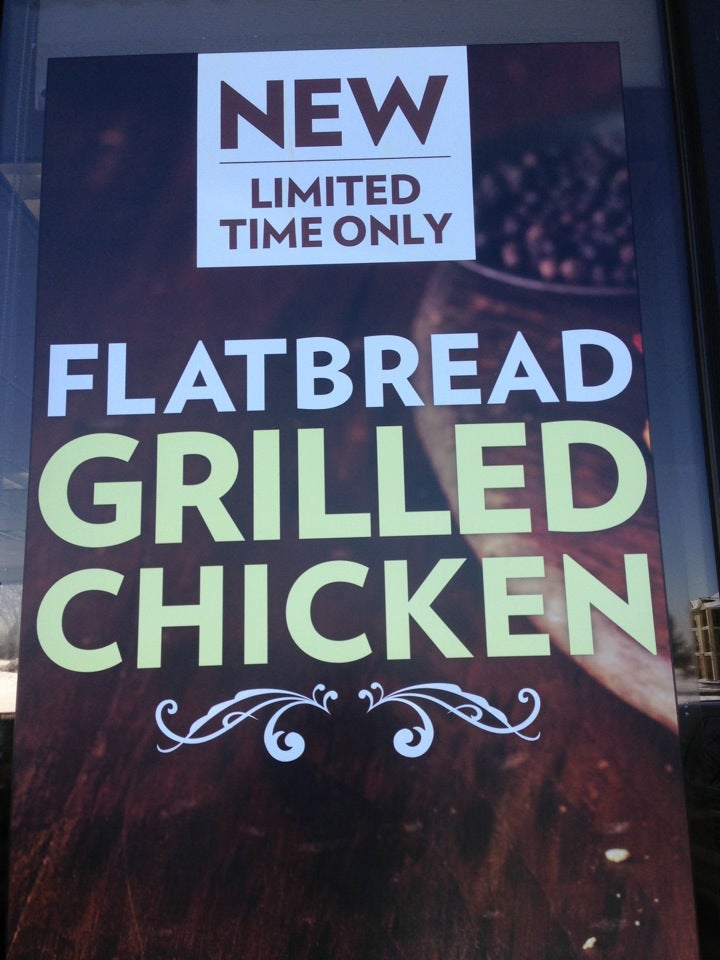 NEW
LIMITED
TIME ONLY
FLATBREAD
GRILLED
CHICKEN